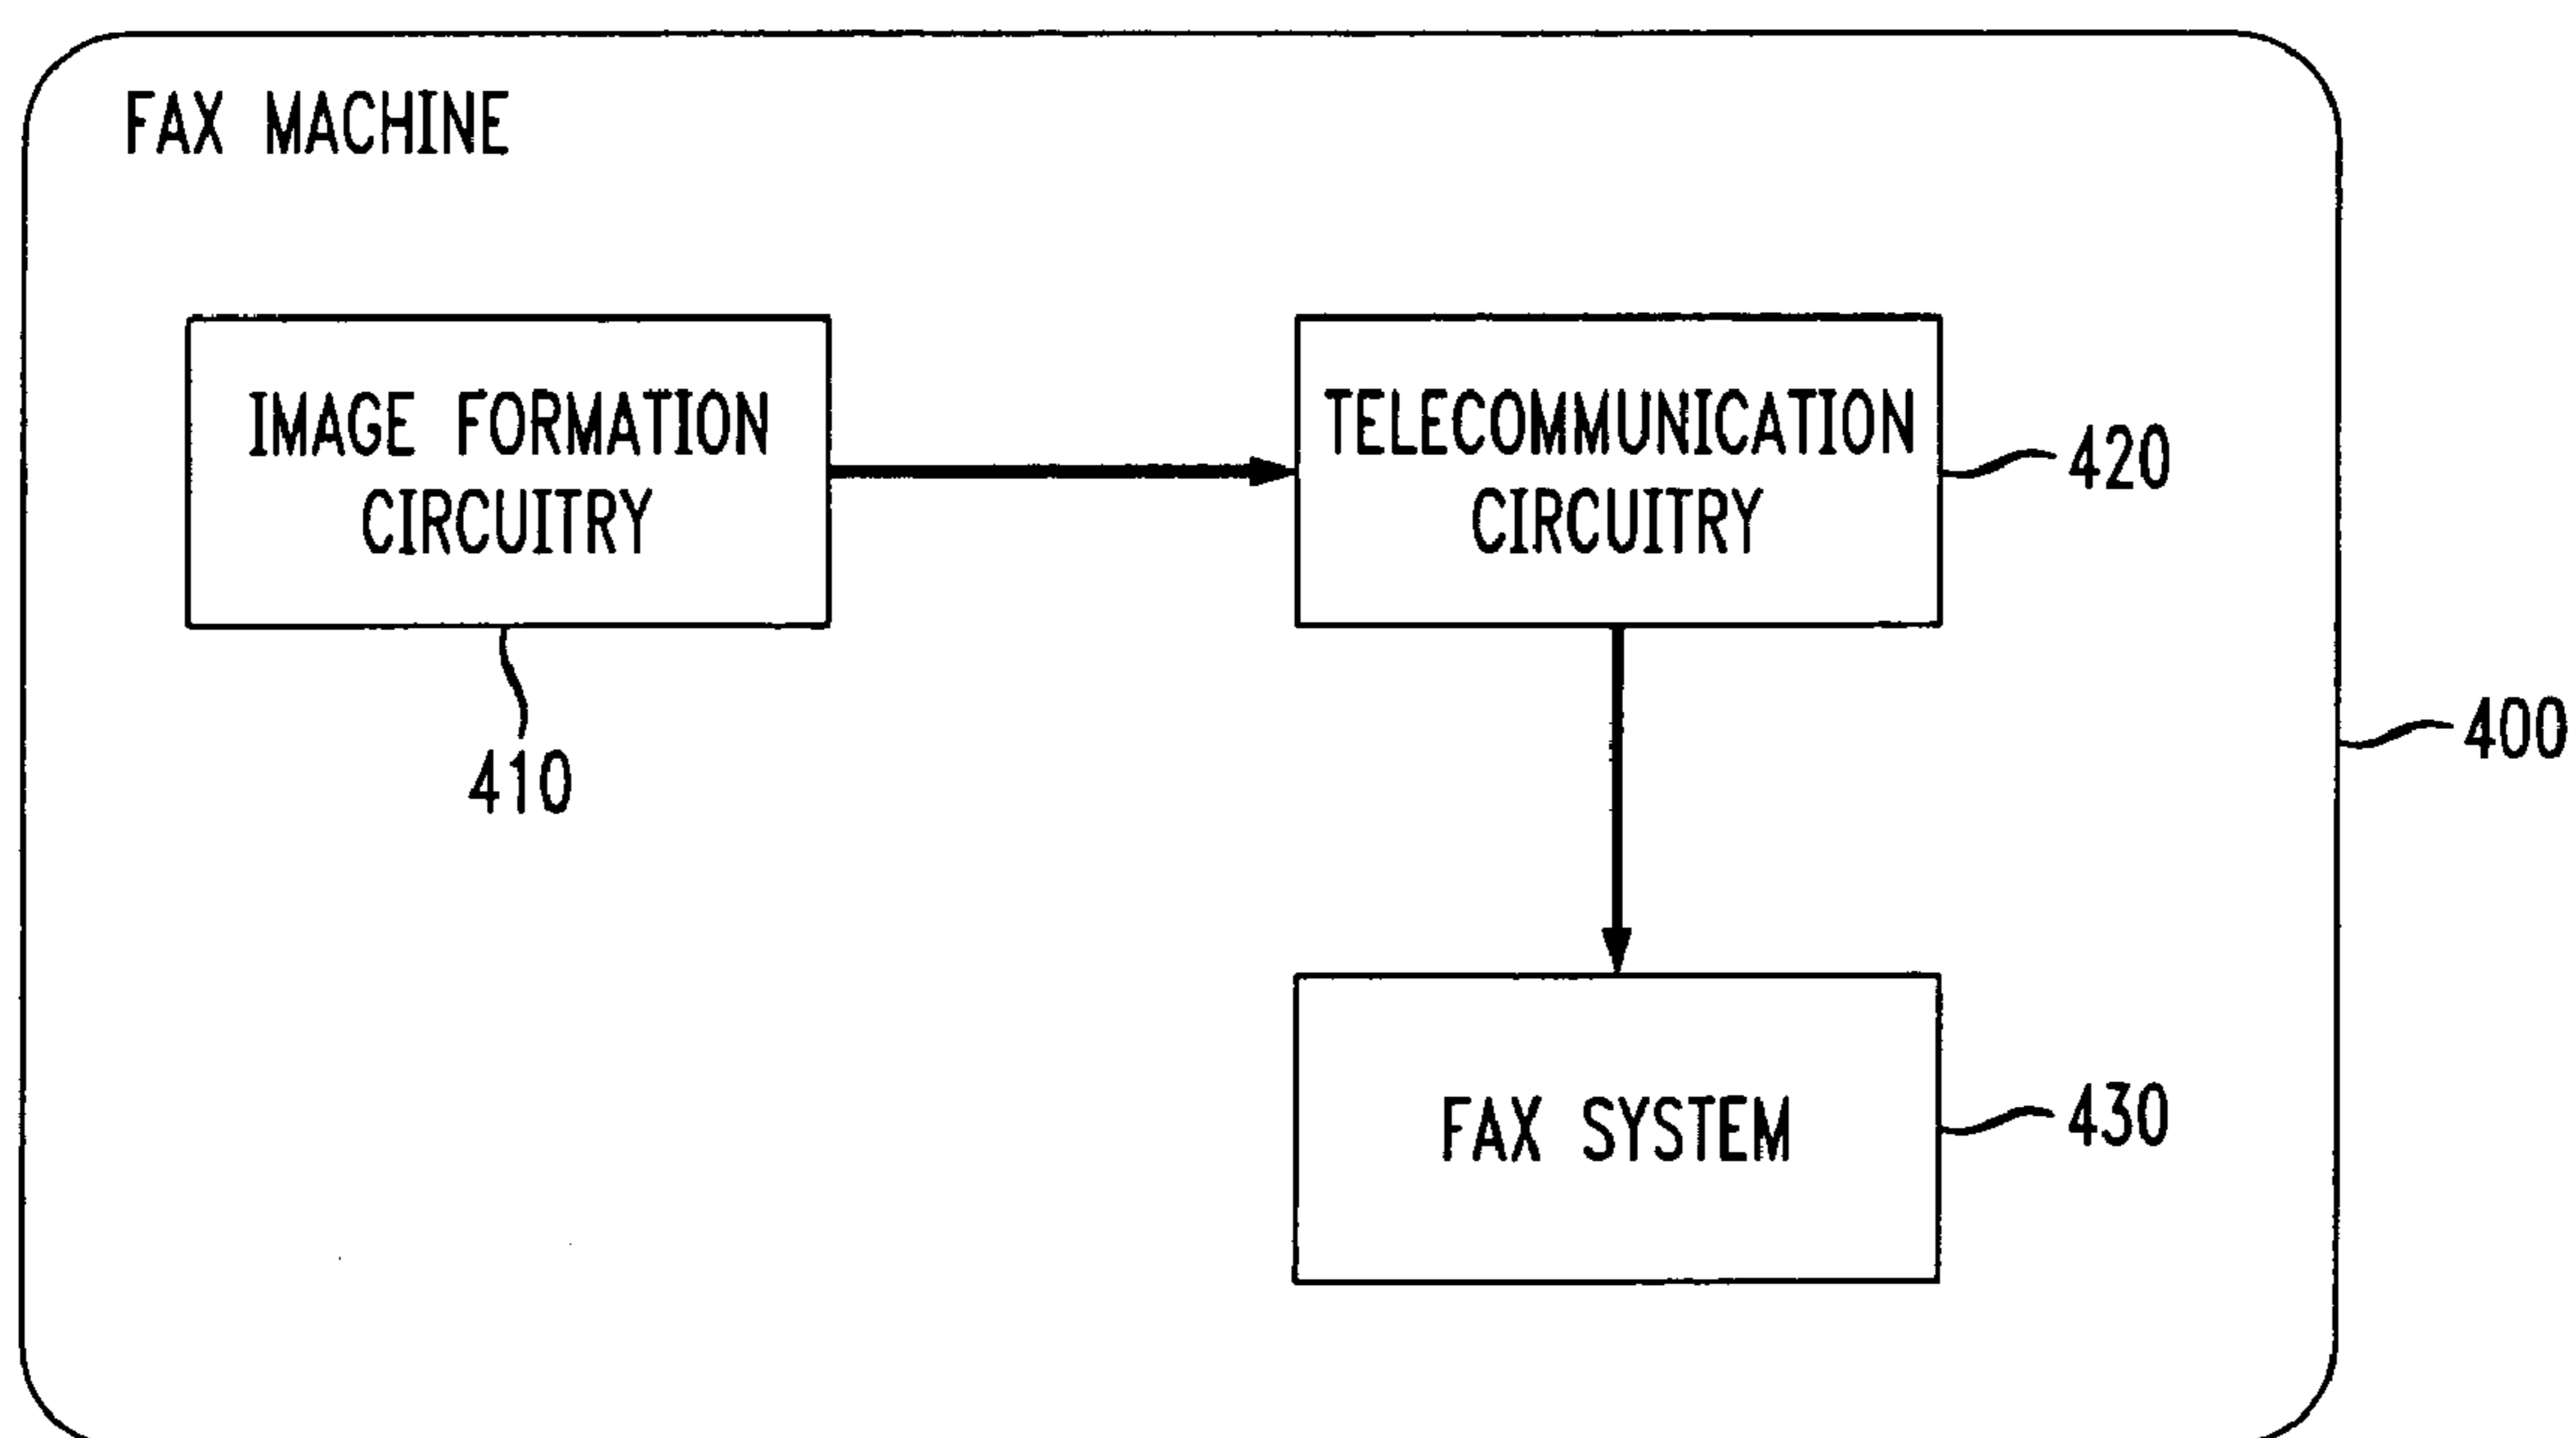 FAX MACHINE
IMAGE FORMATION
CIRCUITRY
TELECOMMUNICATION
CIRCUITRY
420
410
400
FAX SYSTEM
430